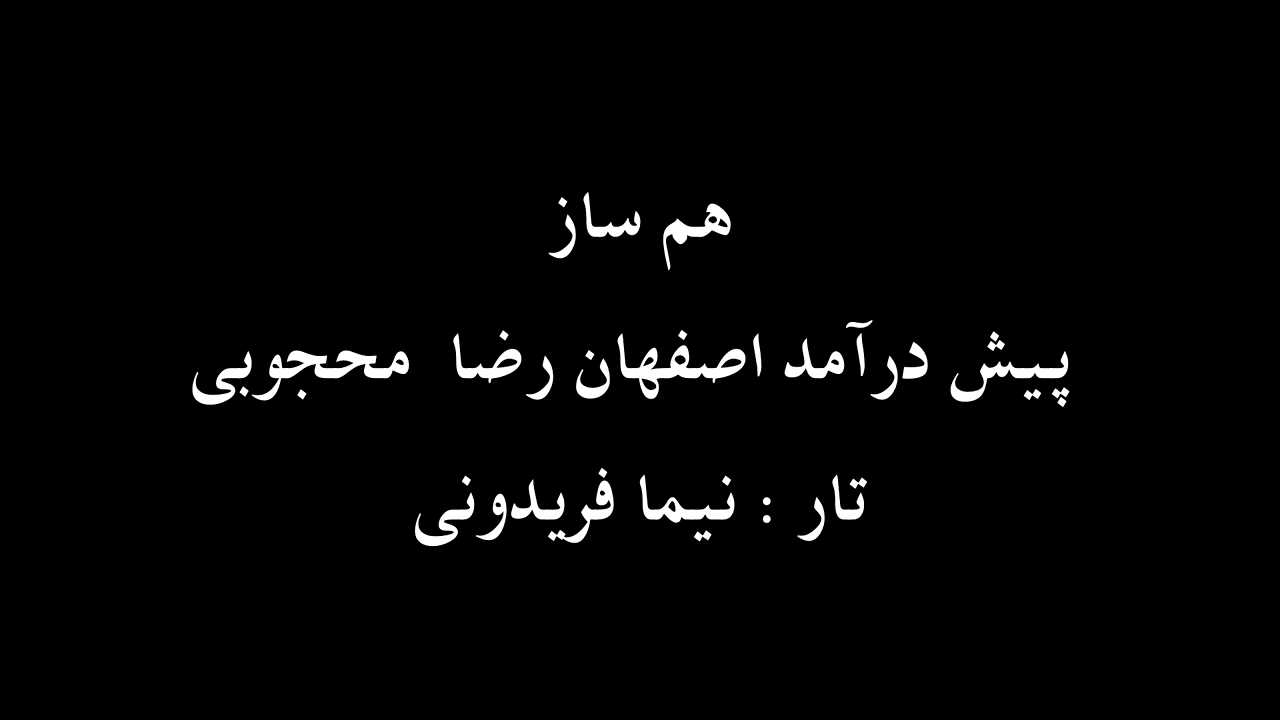 هم ساز
پیش درآمد اصفهان رضا محجوبی
تار : نیما فریدونی